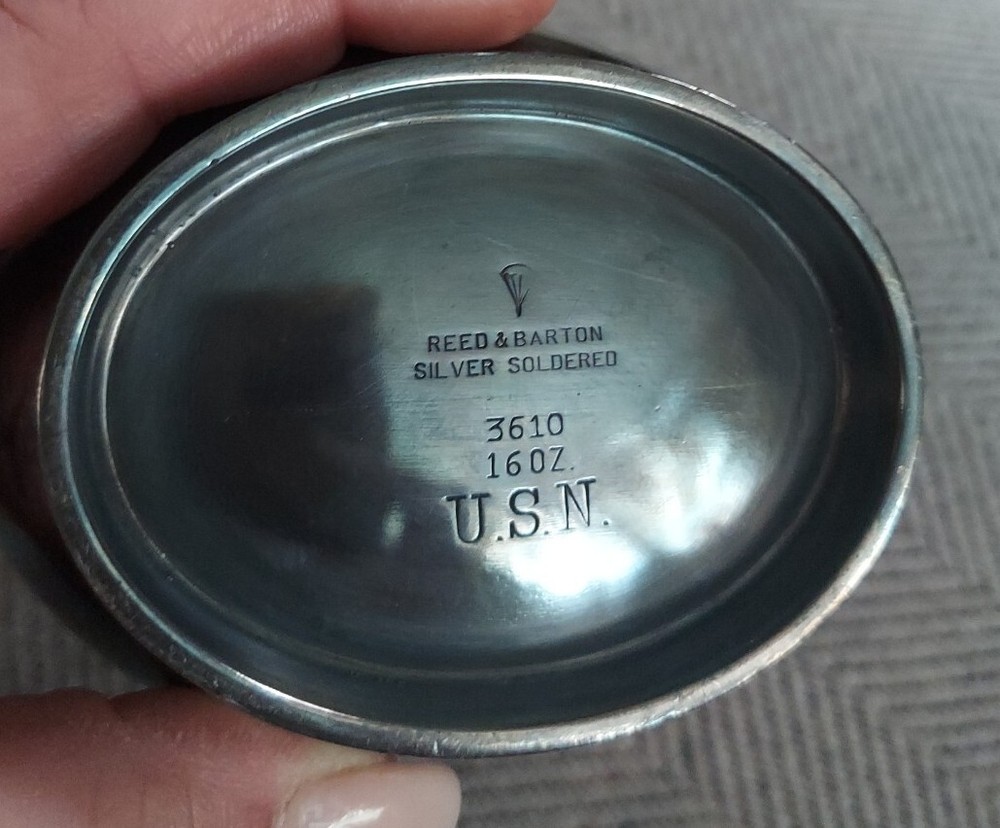 REED & BARTON
SILVER SOLDERED
3610
16 OZ.
U.S.N.